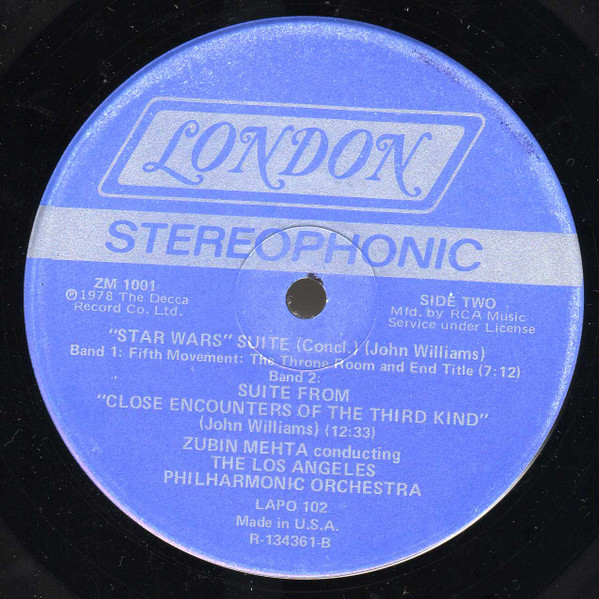 LONDON
STEREOPHONIC
ZM 1001
℗1978 The Decca
Record Co. Ltd.
SIDE TWO
Mfd. by RCA Music
Service under License
"STAR WARS" SUITE (Concl.) (John Williams)
Band 1: Fifth Movement: The Throne Room and End Title (7:12)
Band 2:
SUITE FROM
"CLOSE ENCOUNTERS OF THE THIRD KIND"
(John Williams) (12:33)
ZUBIN MEHTA conducting
THE LOS ANGELES
PHILHARMONIC ORCHESTRA
LAPO 102
Made in U.S.A.
R-134361-B